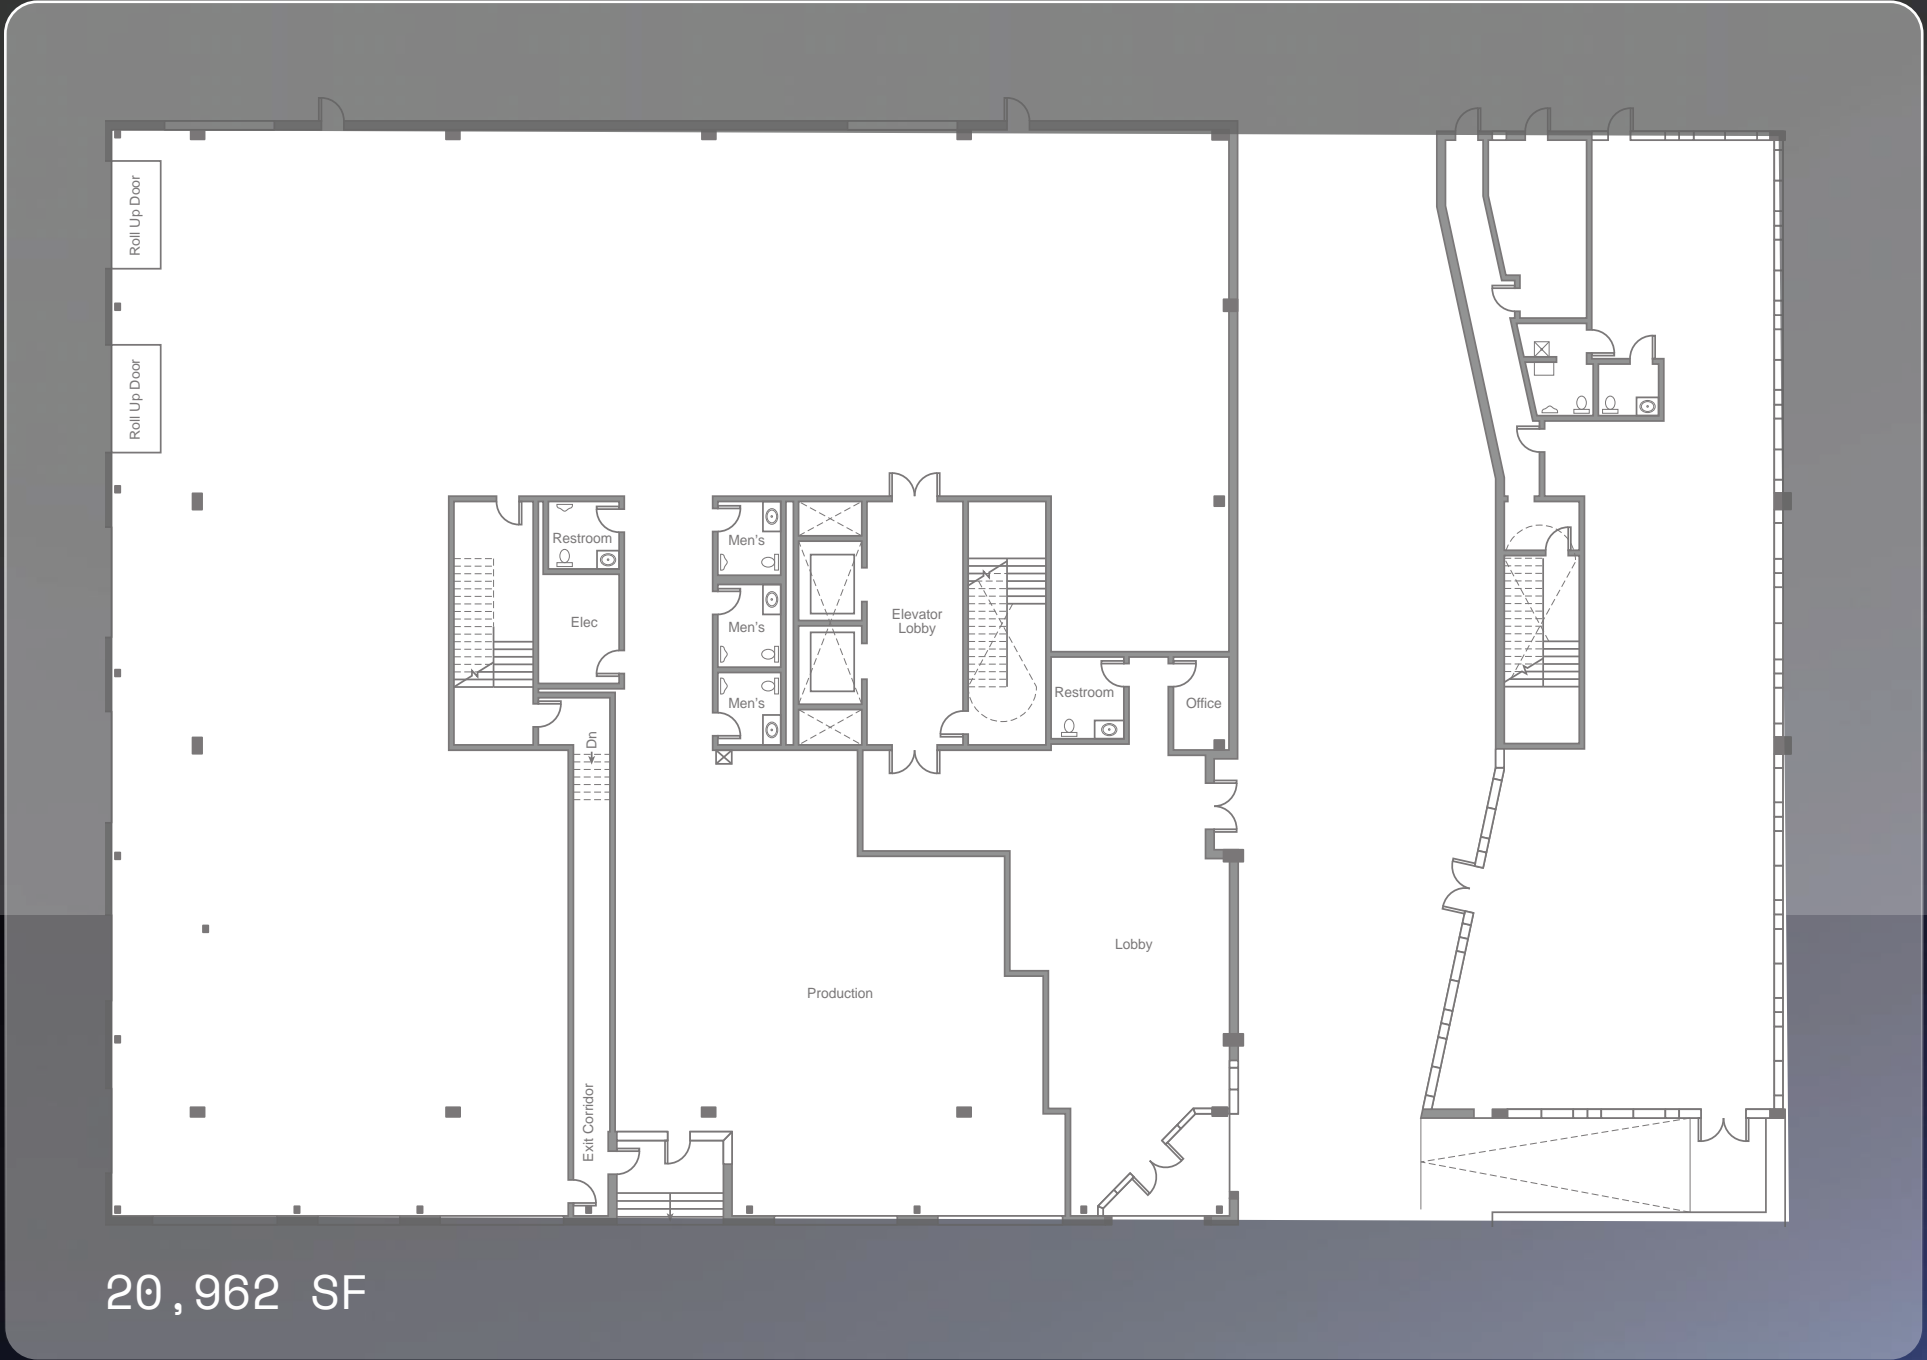 Roll Up Door
Roll Up Door
Restroom
Men's
Elec
Men's
Elevator
Lobby
Men's
Restroom
Office
Dn
Lobby
Production
Exit Corridor
20,962 SF